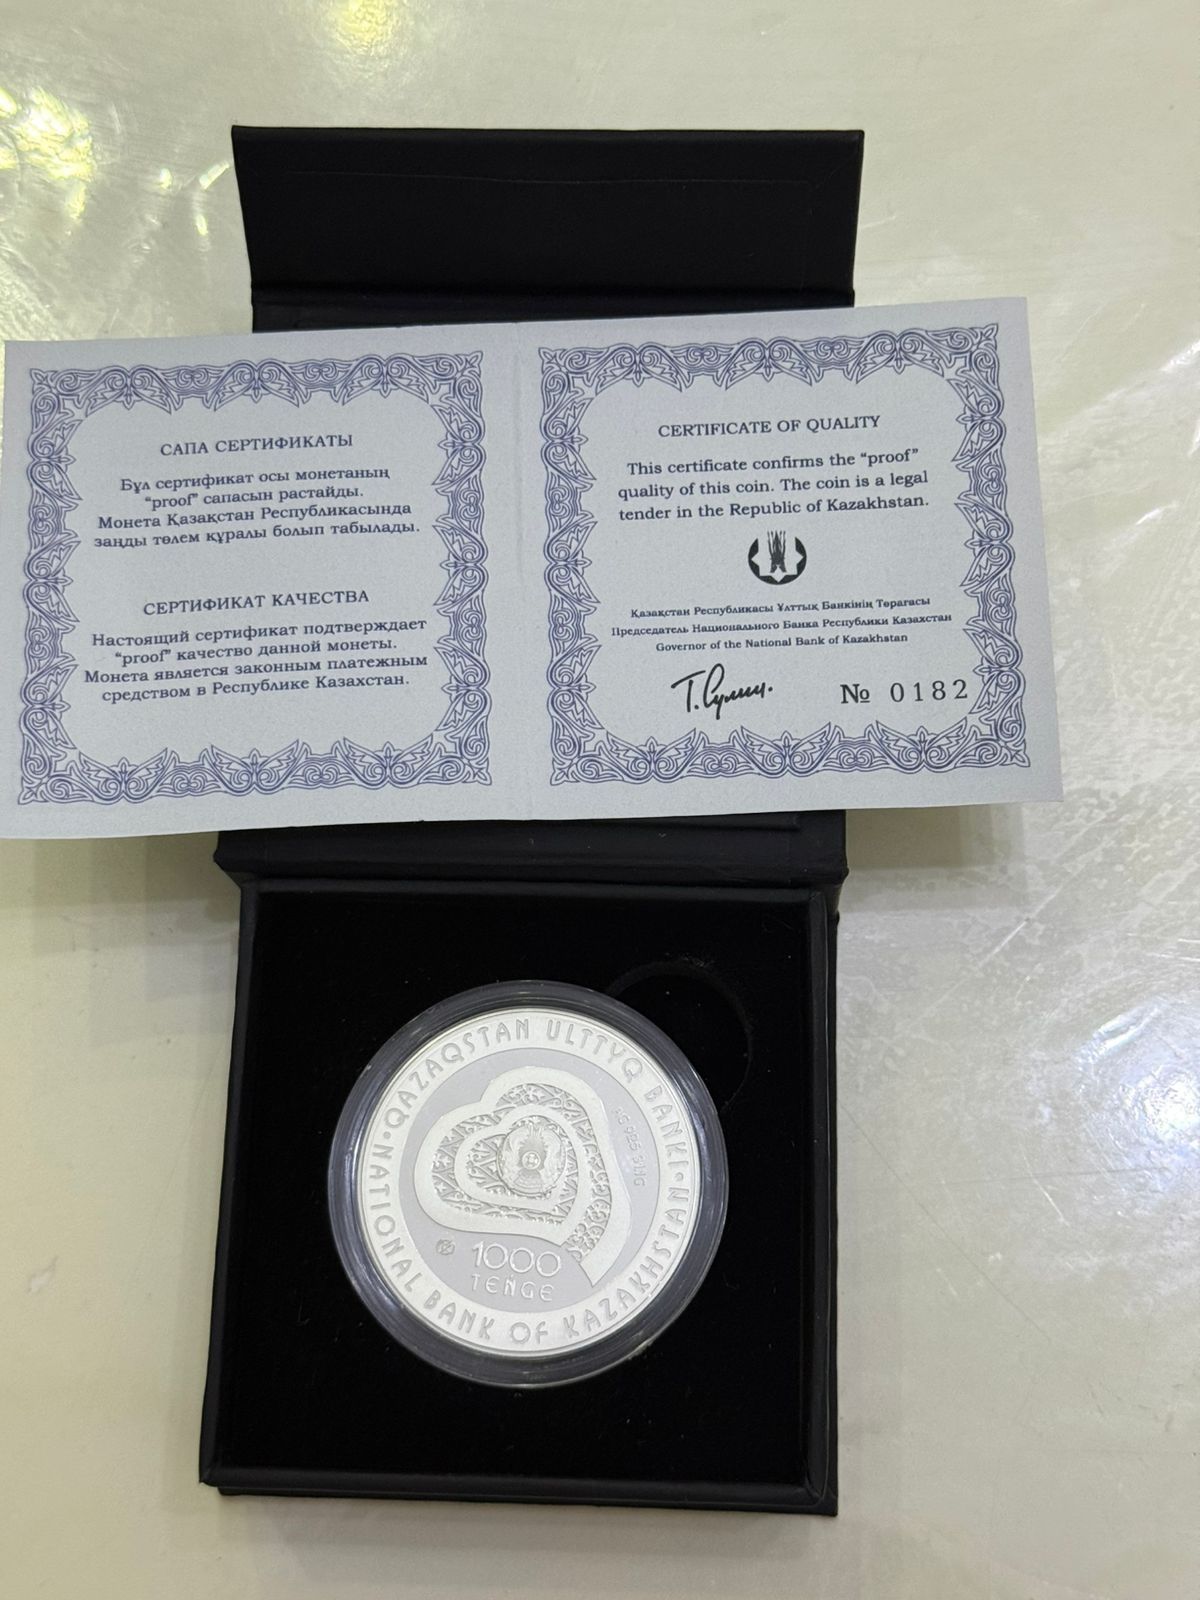 САПА СЕРТИФИКАТЫ
Бұл сертификат осы монетаның
“proof” сапасын растайды.
Монета Қазақстан Республикасында
заңды төлем құралы болып табылады.
СЕРТИФИКАТ КАЧЕСТВА
Настоящий сертификат подтверждает
“proof” качество данной монеты.
Монета является законным платежным
средством в Республике Казахстан.
CERTIFICATE OF QUALITY
This certificate confirms the “proof”
quality of this coin. The coin is a legal
tender in the Republic of Kazakhstan.
Қазақстан Республикасы Ұлттық Банкінің Төрағасы
Председатель Национального Банка Республики Казахстан
Governor of the National Bank of Kazakhstan
№ 0182
QAZAQSTAN ULTTYQ BANKI • NATIONAL BANK OF KAZAKHSTAN •
1000
TEŃGE